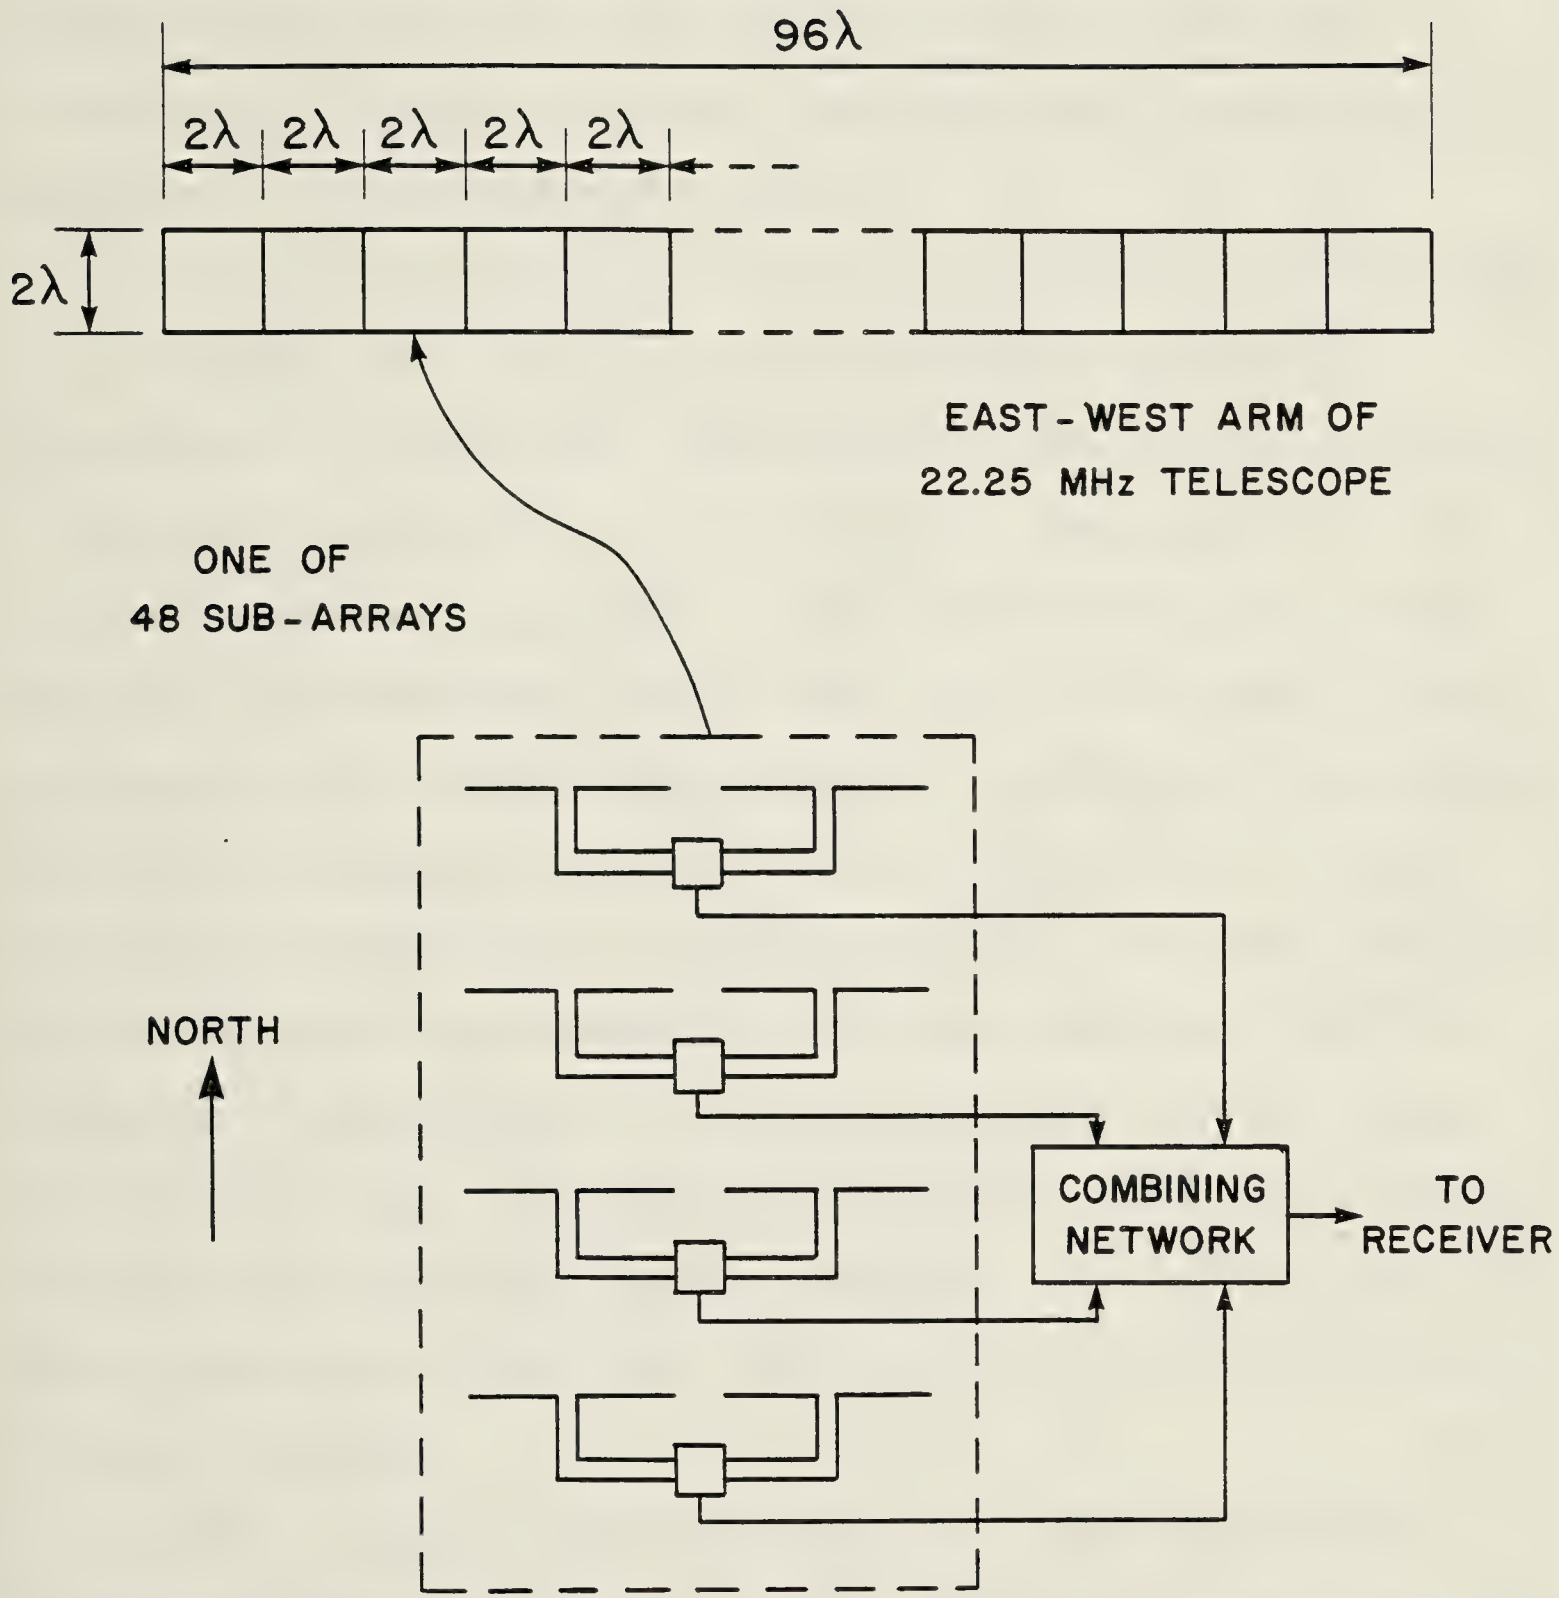 96λ
2λ 2λ 2λ 2λ 2λ
2λ
EAST-WEST ARM OF
22.25 MHz TELESCOPE
ONE OF
48 SUB-ARRAYS
NORTH
COMBINING
NETWORK
TO
RECEIVER